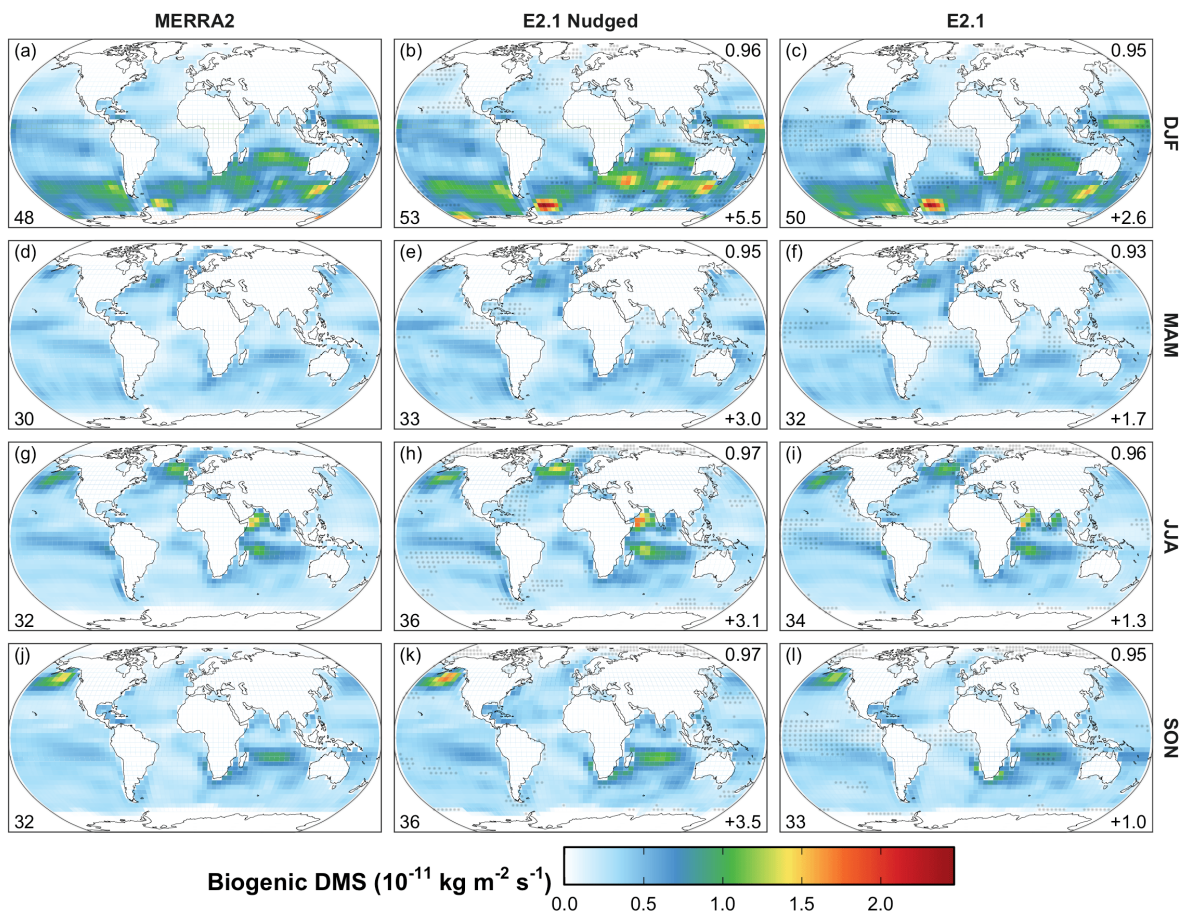 MERRA2 E2.1 Nudged E2.1
(a) (b) 0.96 (c) 0.95
DJF
48 53 +5.5 50 +2.6
(d) (e) 0.95 (f) 0.93
MAM
30 33 +3.0 32 +1.7
(g) (h) 0.97 (i) 0.96
JJA
32 36 +3.1 34 +1.3
(j) (k) 0.97 (l) 0.95
SON
32 36 +3.5 33 +1.0
Biogenic DMS (10⁻¹¹ kg m⁻² s⁻¹)
0.0 0.5 1.0 1.5 2.0